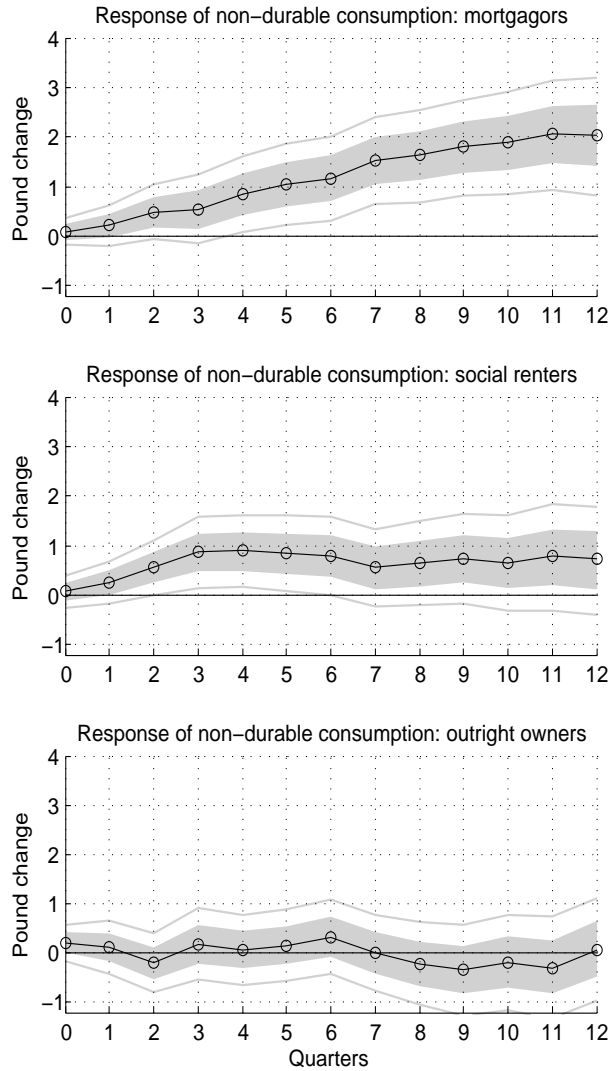 Response of non−durable consumption: mortgagors
Pound change
4
3
2
1
0
−1
0 1 2 3 4 5 6 7 8 9 10 11 12
Response of non−durable consumption: social renters
Pound change
4
3
2
1
0
−1
0 1 2 3 4 5 6 7 8 9 10 11 12
Response of non−durable consumption: outright owners
Pound change
4
3
2
1
0
−1
0 1 2 3 4 5 6 7 8 9 10 11 12
Quarters